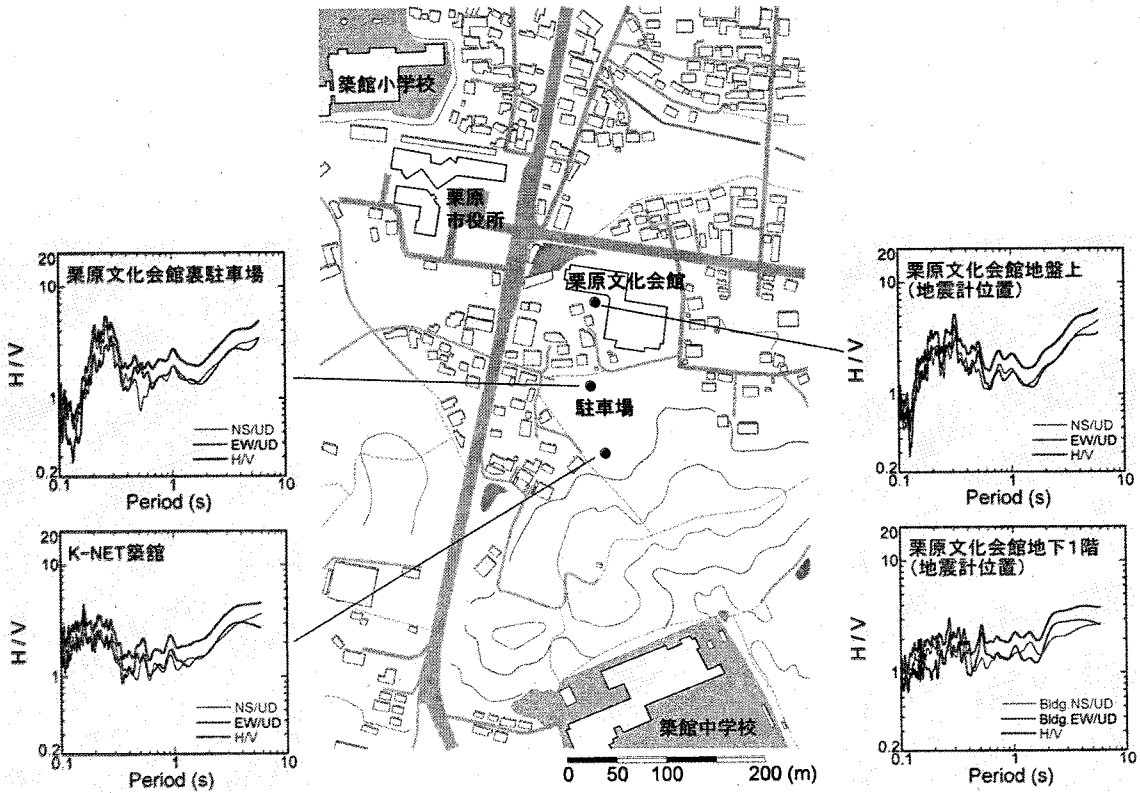 築館小学校
栗原
市役所
栗原文化会館
駐車場
築館中学校
0 50 100 200 (m)
20
10
1
0.2
H / V
栗原文化会館裏駐車場
NS/UD
EW/UD
H/V
0.1 1 10
Period (s)
20
10
1
0.2
H / V
K-NET築館
NS/UD
EW/UD
H/V
0.1 1 10
Period (s)
20
10
1
0.2
H / V
栗原文化会館地盤上
(地震計位置)
NS/UD
EW/UD
H/V
0.1 1 10
Period (s)
20
10
1
0.2
H / V
栗原文化会館地下1階
(地震計位置)
Bldg.NS/UD
Bldg.EW/UD
H/V
0.1 1 10
Period (s)